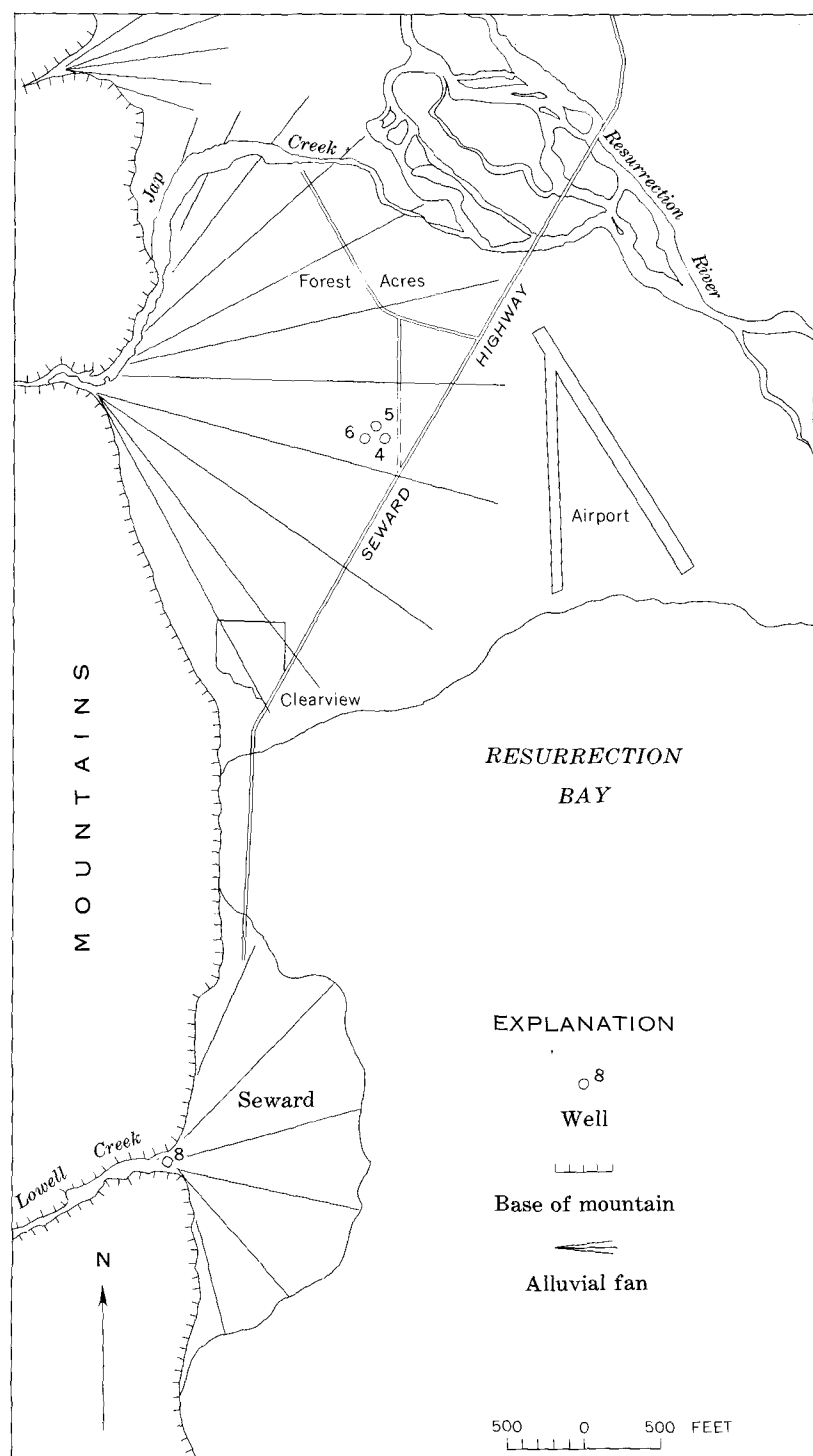 Jap Creek
Resurrection River
Forest Acres
SEWARD HIGHWAY
5
6
4
Airport
Clearview
MOUNTAINS
RESURRECTION
BAY
Seward
Lowell Creek
8
N
EXPLANATION
8
Well
Base of mountain
Alluvial fan
500 0 500 FEET